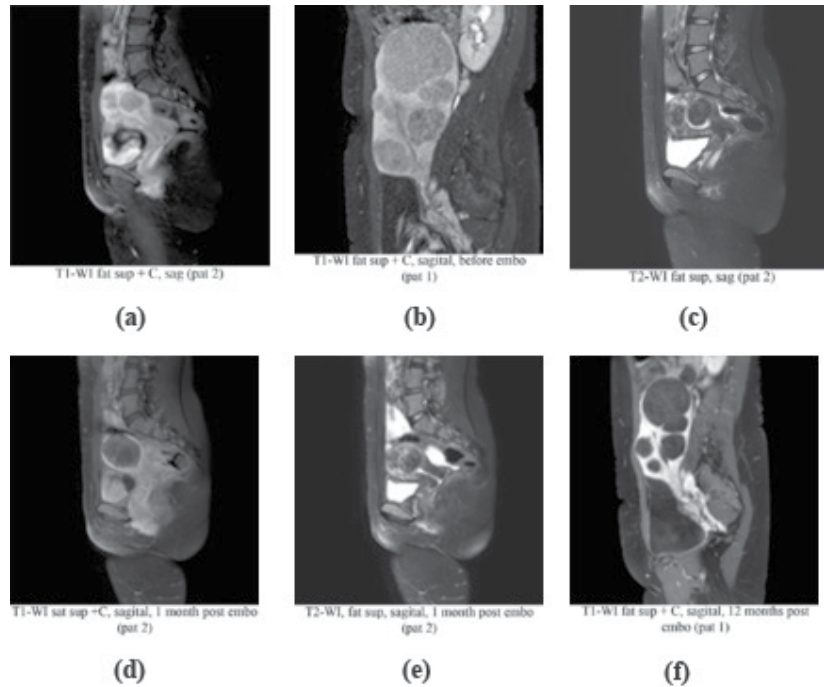 T1-WI fat sup + C, sag (pat 2)
(a)
T1-WI fat sup + C, sagital, before embo
(pat 1)
(b)
T2-WI fat sup, sag (pat 2)
(c)
T1-WI sat sup +C, sagital, 1 month post embo
(pat 2)
(d)
T2-WI, fat sup, sagital, 1 month post embo
(pat 2)
(e)
T1-WI fat sup + C, sagital, 12 months post
embo (pat 1)
(f)